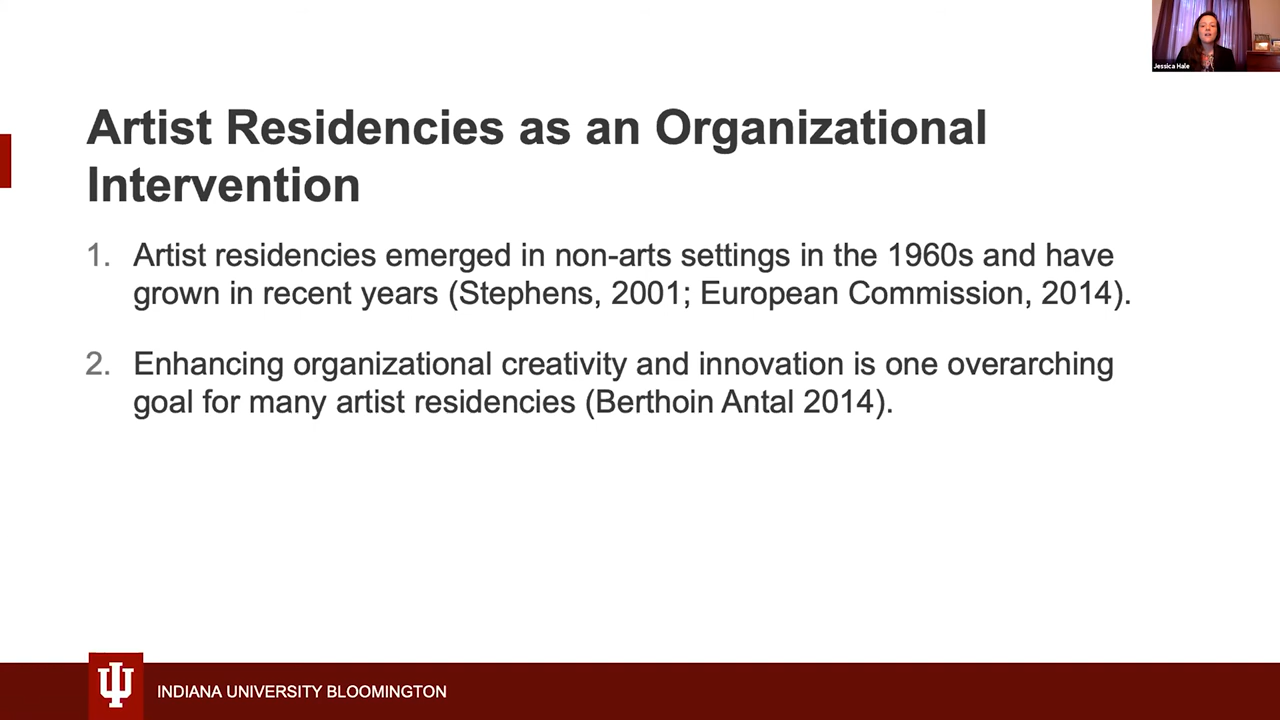 Jessica Hale
Artist Residencies as an Organizational
Intervention
1. Artist residencies emerged in non-arts settings in the 1960s and have
grown in recent years (Stephens, 2001; European Commission, 2014).
2. Enhancing organizational creativity and innovation is one overarching
goal for many artist residencies (Berthoin Antal 2014).
INDIANA UNIVERSITY BLOOMINGTON